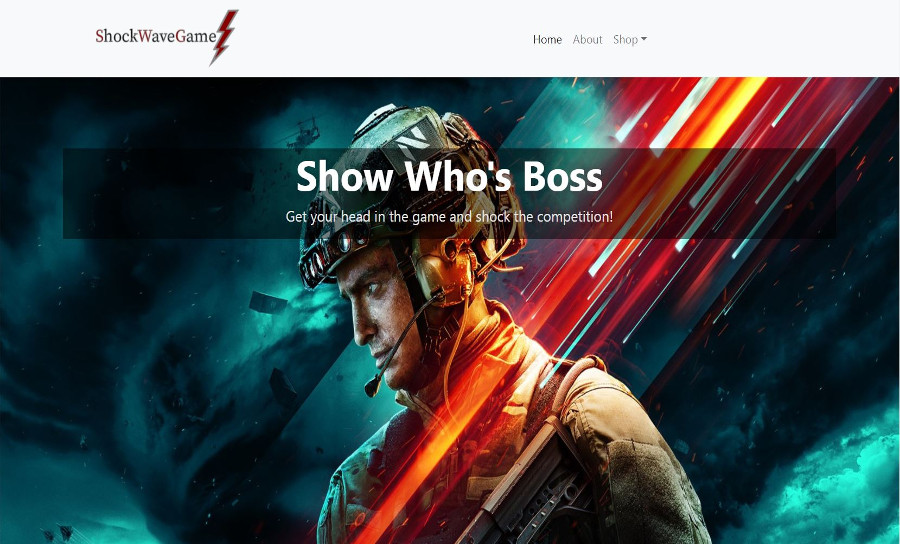 ShockWaveGame
Home About Shop
Show Who's Boss
Get your head in the game and shock the competition!